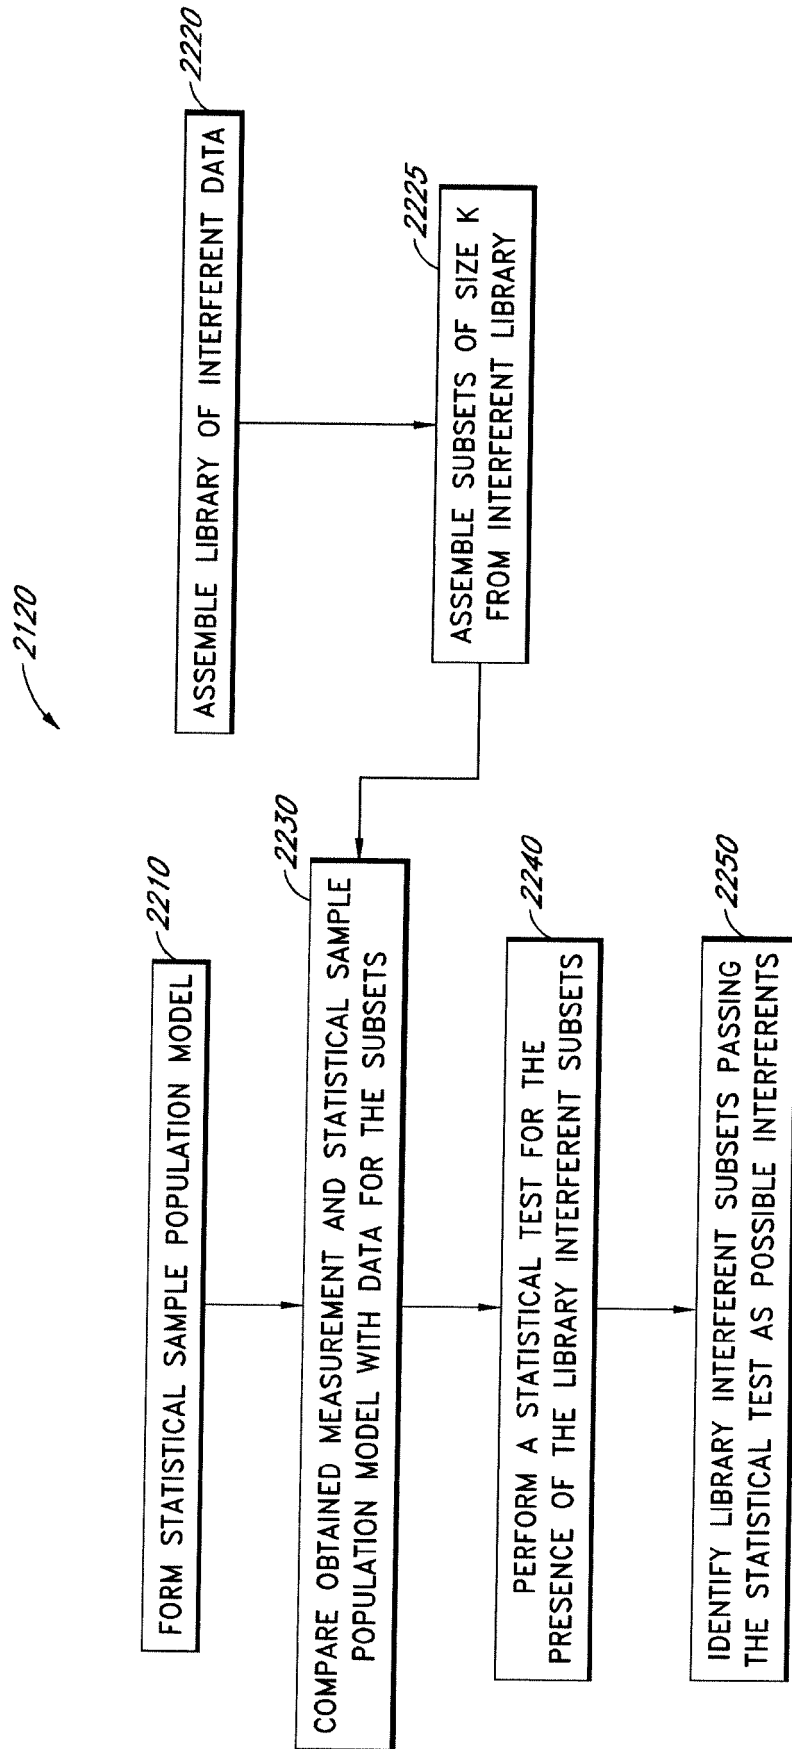 2120
2210
FORM STATISTICAL SAMPLE POPULATION MODEL
2220
ASSEMBLE LIBRARY OF INTERFERENT DATA
2225
ASSEMBLE SUBSETS OF SIZE K
FROM INTERFERENT LIBRARY
2230
COMPARE OBTAINED MEASUREMENT AND STATISTICAL SAMPLE
POPULATION MODEL WITH DATA FOR THE SUBSETS
2240
PERFORM A STATISTICAL TEST FOR THE
PRESENCE OF THE LIBRARY INTERFERENT SUBSETS
2250
IDENTIFY LIBRARY INTERFERENT SUBSETS PASSING
THE STATISTICAL TEST AS POSSIBLE INTERFERENTS